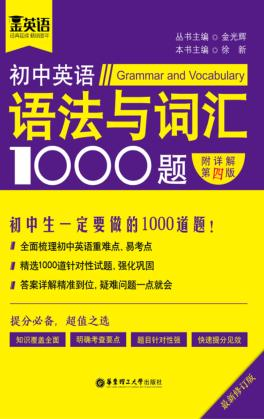 金英语
丛书主编 金光辉
本书主编 徐新
初中英语
Grammar and Vocabulary
语法与词汇
1000题
附详解
第四版
初中生一定要做的1000道题！
全面梳理初中英语重难点、易考点
精选1000道针对性试题，强化巩固
答案详解精准到位，疑难问题一点就会
提分必备，超值之选
知识覆盖全面 明确考查要点 题目针对性强 快速提分见效
最新修订版
华东理工大学出版社